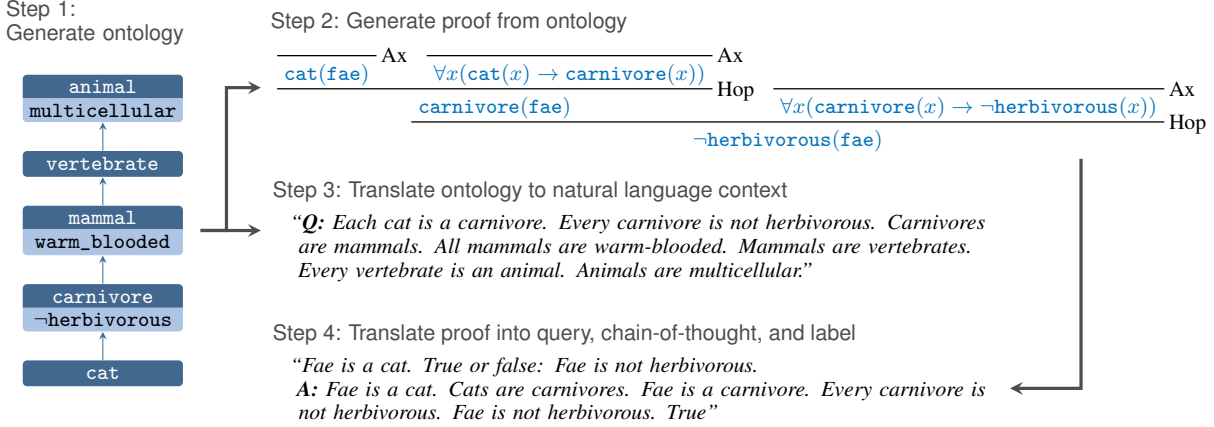 Step 1:
Generate ontology
animal
multicellular
vertebrate
mammal
warm_blooded
carnivore
¬herbivorous
cat
Step 2: Generate proof from ontology
Ax
Ax
cat(fae)
∀x(cat(x) → carnivore(x))
Hop
Ax
carnivore(fae)
∀x(carnivore(x) → ¬herbivorous(x))
Hop
¬herbivorous(fae)
Step 3: Translate ontology to natural language context
“Q: Each cat is a carnivore. Every carnivore is not herbivorous. Carnivores
are mammals. All mammals are warm-blooded. Mammals are vertebrates.
Every vertebrate is an animal. Animals are multicellular.”
Step 4: Translate proof into query, chain-of-thought, and label
“Fae is a cat. True or false: Fae is not herbivorous.
A: Fae is a cat. Cats are carnivores. Fae is a carnivore. Every carnivore is
not herbivorous. Fae is not herbivorous. True”